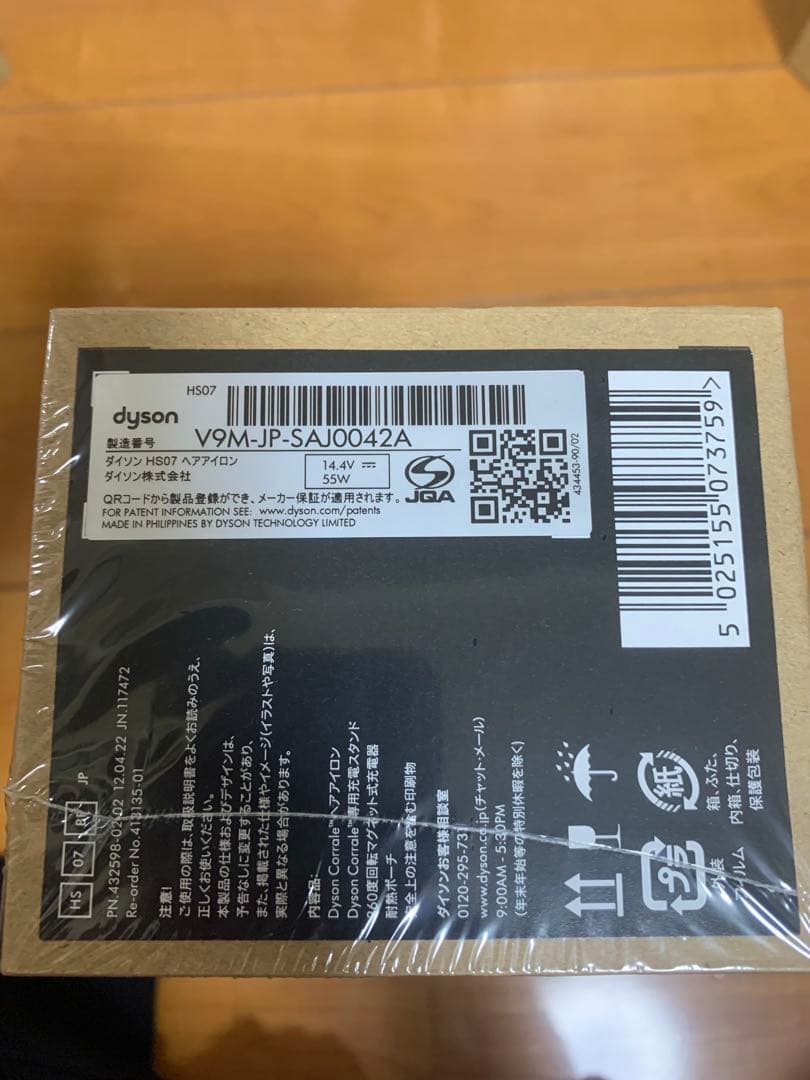 HS07
dyson
製造番号 V9M-JP-SAJ0042A
ダイソン HS07 ヘアアイロン
ダイソン株式会社
14.4V ⎓
55W
JQA
QRコードから製品登録ができ、メーカー保証が適用されます。
FOR PATENT INFORMATION SEE: www.dyson.com/patents
MADE IN PHILIPPINES BY DYSON TECHNOLOGY LIMITED
434453-90/02
5 025155 073759 >
HS 07 JP
PN.432598-02/02 12.04.22 JN.117472
Re-order No.413135-01
注意!
ご使用の際は、取扱説明書をよくお読みのうえ、
正しくお使いください。
本製品の仕様およびデザインは、
予告なしに変更することがあり、
また、掲載された仕様やイメージ(イラストや写真)は、
実際と異なる場合があります。
内容品:
Dyson Corrale™ ヘアアイロン
Dyson Corrale™ 専用充電スタンド
360度回転マグネット式充電器
耐熱ポーチ
安全上の注意を含む印刷物
ダイソンお客様相談室
0120-295-731
www.dyson.co.jp(チャット・メール)
9:00AM - 5:30PM
(年末年始等の特別休暇を除く)
プラ
外装
フィルム
紙
箱、ふた、
内箱、仕切り、
保護包装